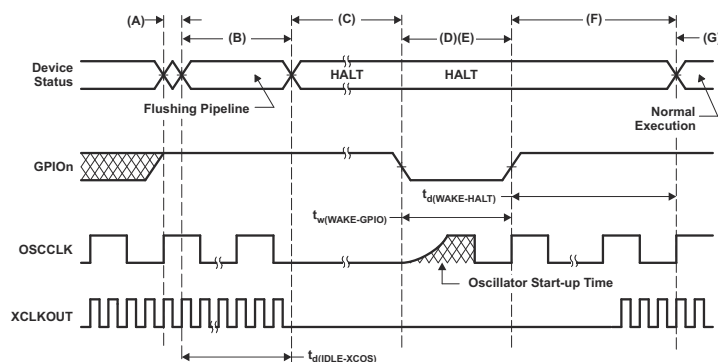 (A)
(B)
(C)
(D)(E)
(F)
(G)
Device
Status
HALT
HALT
Flushing Pipeline
Normal
Execution
GPIOn
td(WAKE-HALT)
tw(WAKE-GPIO)
OSCCLK
Oscillator Start-up Time
XCLKOUT
td(IDLE-XCOS)